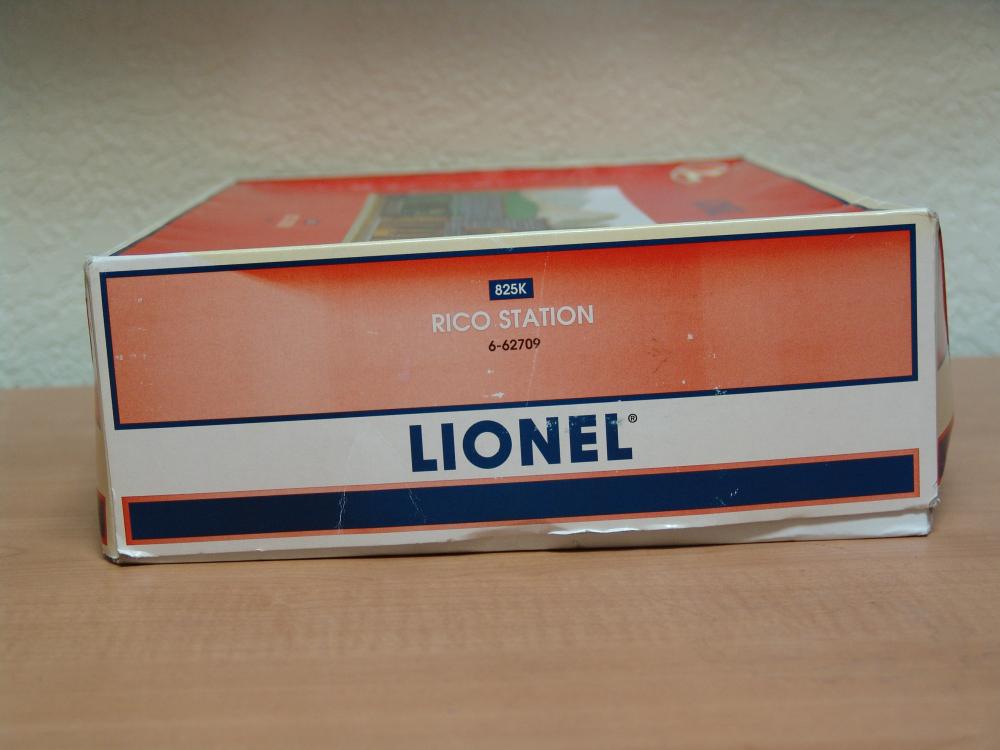 825K
RICO STATION
6-62709
LIONEL®